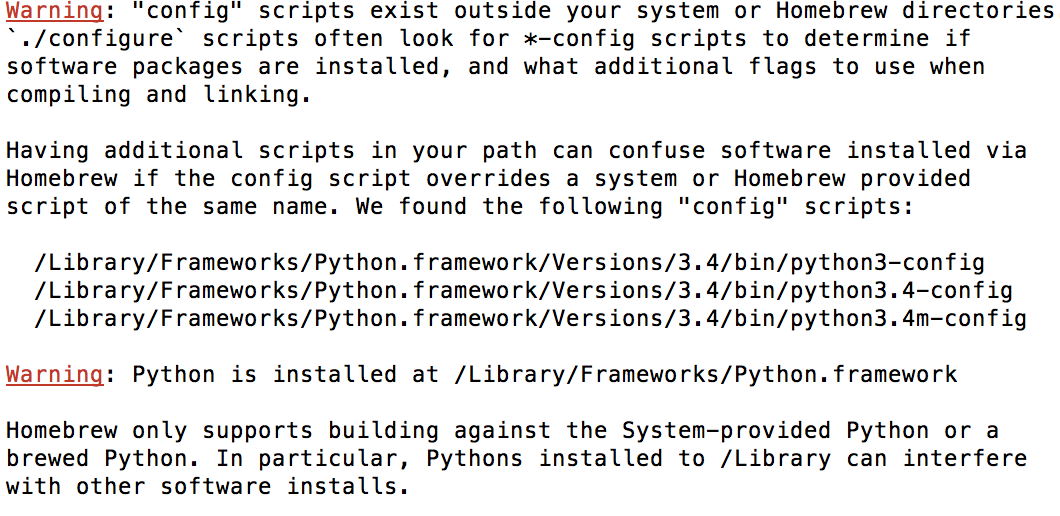 Warning: "config" scripts exist outside your system or Homebrew directories
`./configure` scripts often look for *-config scripts to determine if
software packages are installed, and what additional flags to use when
compiling and linking.

Having additional scripts in your path can confuse software installed via
Homebrew if the config script overrides a system or Homebrew provided
script of the same name. We found the following "config" scripts:

  /Library/Frameworks/Python.framework/Versions/3.4/bin/python3-config
  /Library/Frameworks/Python.framework/Versions/3.4/bin/python3.4-config
  /Library/Frameworks/Python.framework/Versions/3.4/bin/python3.4m-config

Warning: Python is installed at /Library/Frameworks/Python.framework

Homebrew only supports building against the System-provided Python or a
brewed Python. In particular, Pythons installed to /Library can interfere
with other software installs.